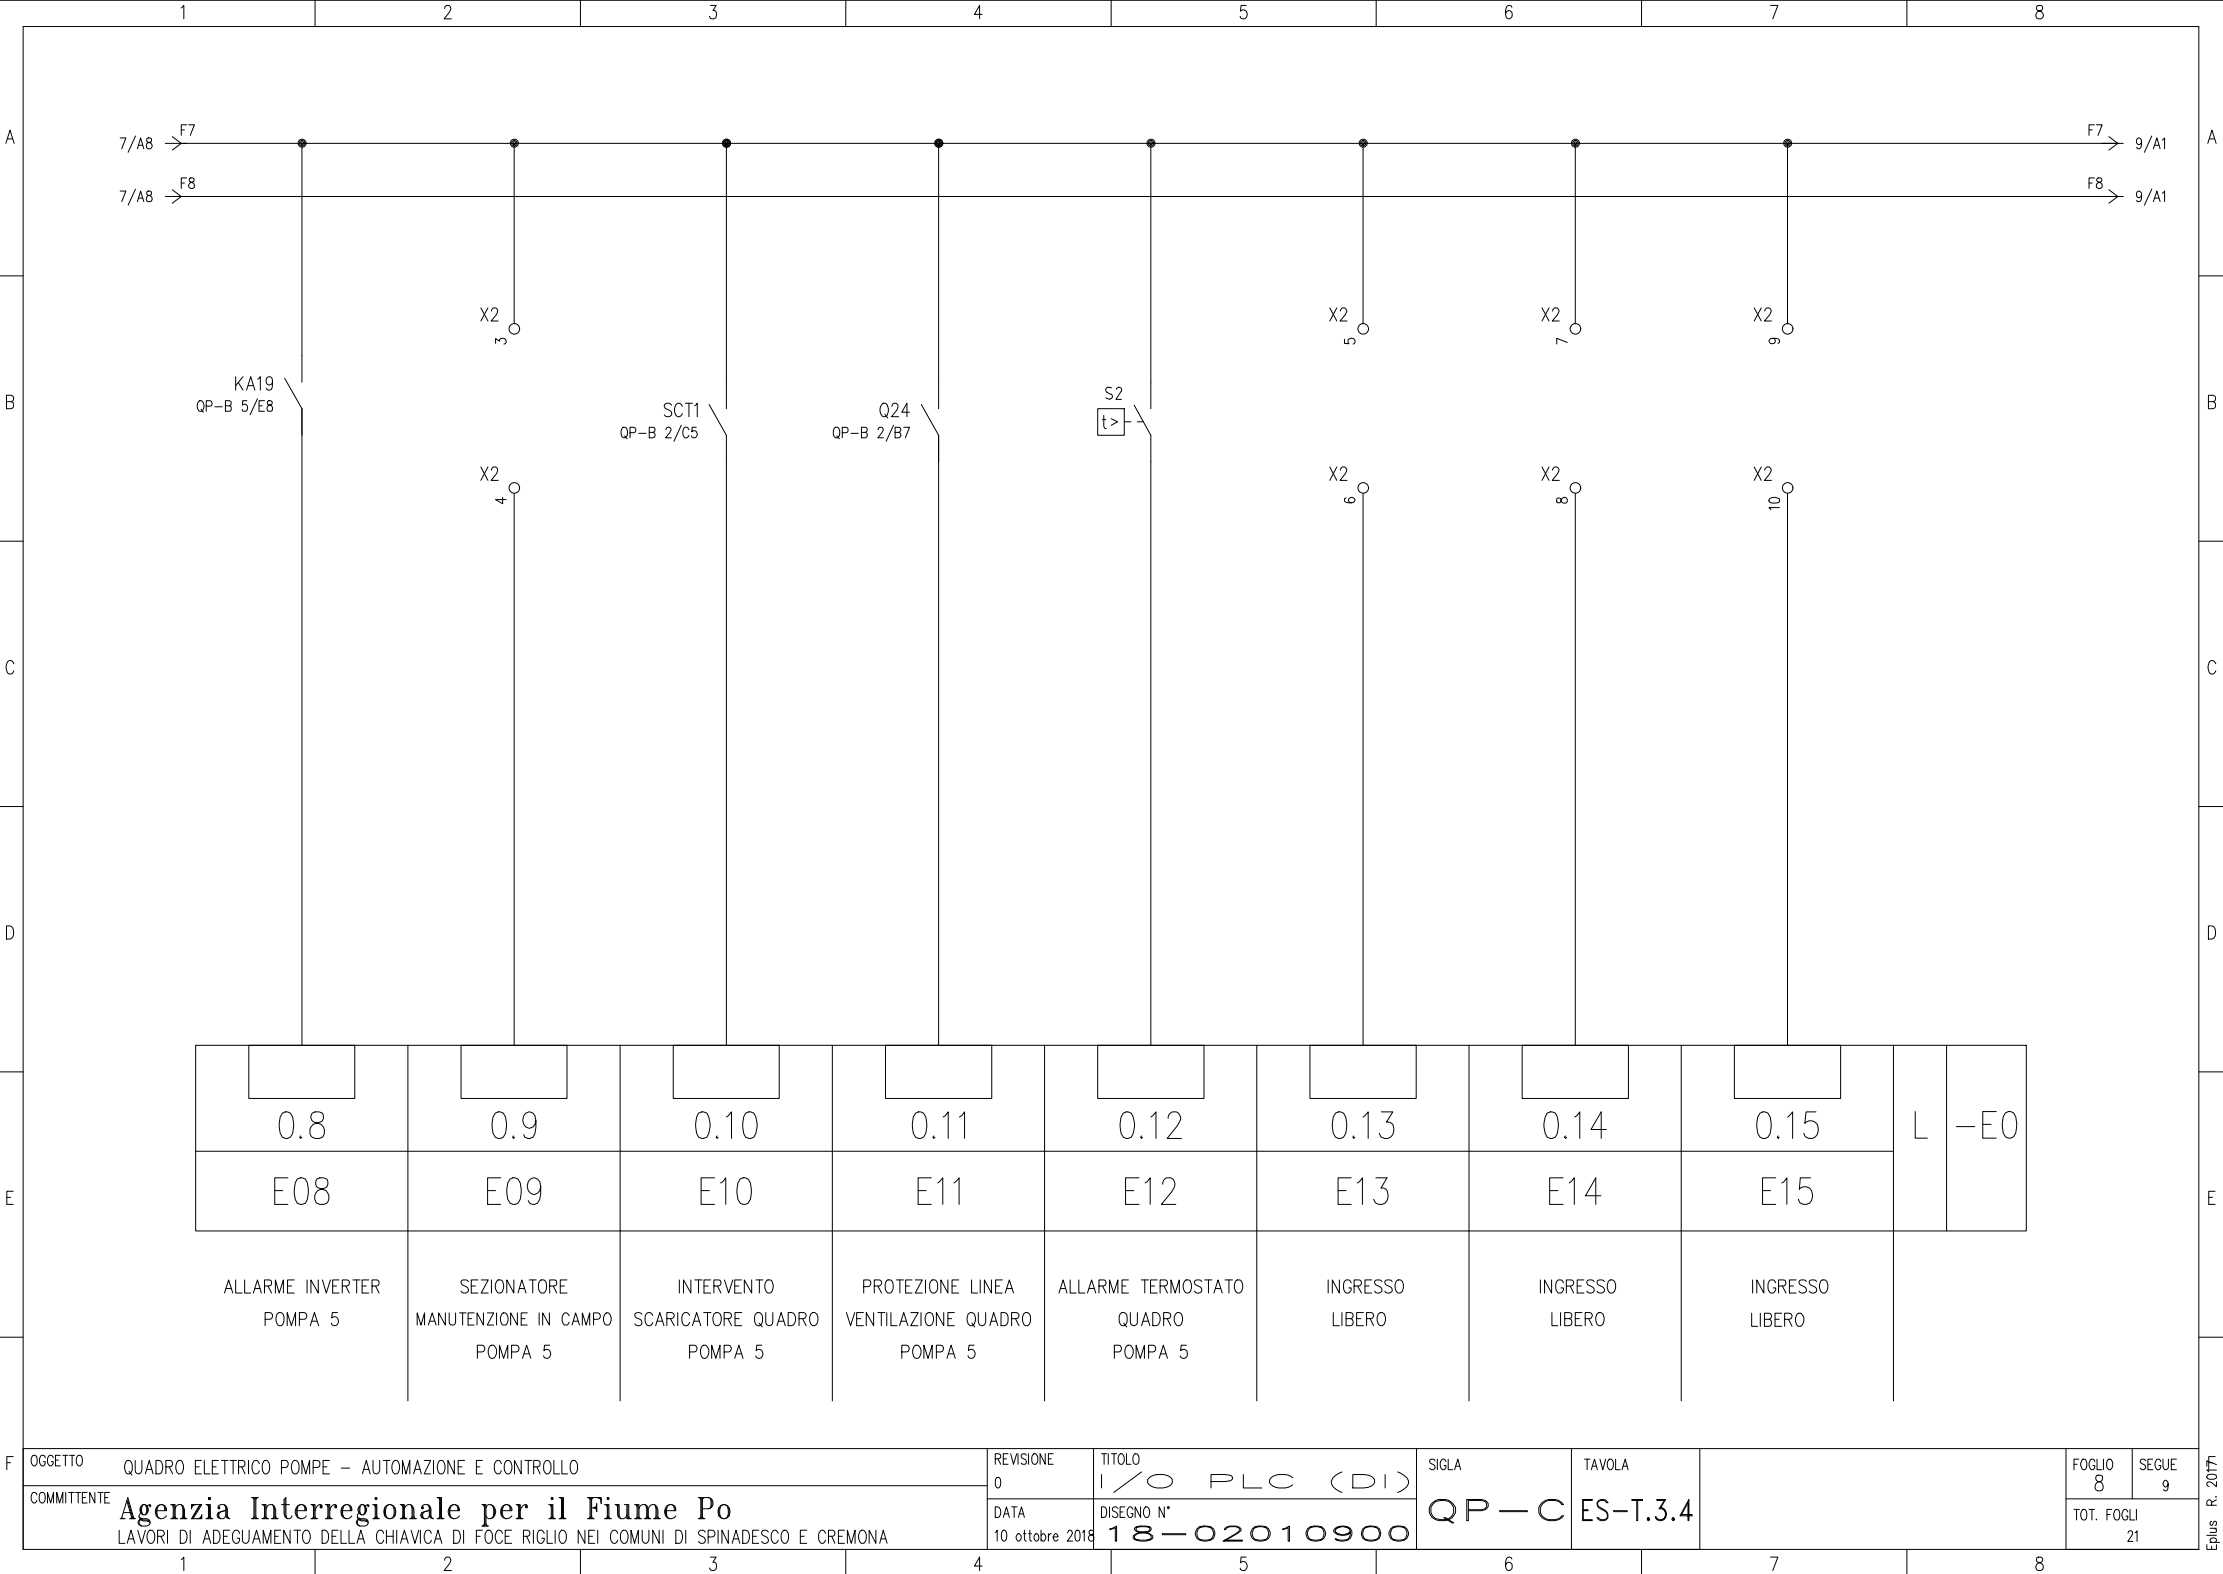 1 2 3 4 5 6 7 8
A A
7/A8 F7 F7 9/A1
7/A8 F8 F8 9/A1
X2 X2 X2 X2
3 5 7 9
KA19
QP-B 5/E8
SCT1
QP-B 2/C5
Q24
QP-B 2/B7
S2
t>
B B
X2 X2 X2 X2
4 6 8 10
C C
D D
0.8 0.9 0.10 0.11 0.12 0.13 0.14 0.15 L -E0
E08 E09 E10 E11 E12 E13 E14 E15
E E
ALLARME INVERTER
POMPA 5
SEZIONATORE
MANUTENZIONE IN CAMPO
POMPA 5
INTERVENTO
SCARICATORE QUADRO
POMPA 5
PROTEZIONE LINEA
VENTILAZIONE QUADRO
POMPA 5
ALLARME TERMOSTATO
QUADRO
POMPA 5
INGRESSO
LIBERO
INGRESSO
LIBERO
INGRESSO
LIBERO
F F
OGGETTO QUADRO ELETTRICO POMPE - AUTOMAZIONE E CONTROLLO
COMMITTENTE Agenzia Interregionale per il Fiume Po
LAVORI DI ADEGUAMENTO DELLA CHIAVICA DI FOCE RIGLIO NEI COMUNI DI SPINADESCO E CREMONA
REVISIONE
0
DATA
10 ottobre 2018
TITOLO
I/O PLC (DI)
DISEGNO N°
18-02010900
SIGLA
QP-C
TAVOLA
ES-T.3.4
FOGLIO
8
SEGUE
9
TOT. FOGLI
21
Eplus R. 2017
1 2 3 4 5 6 7 8